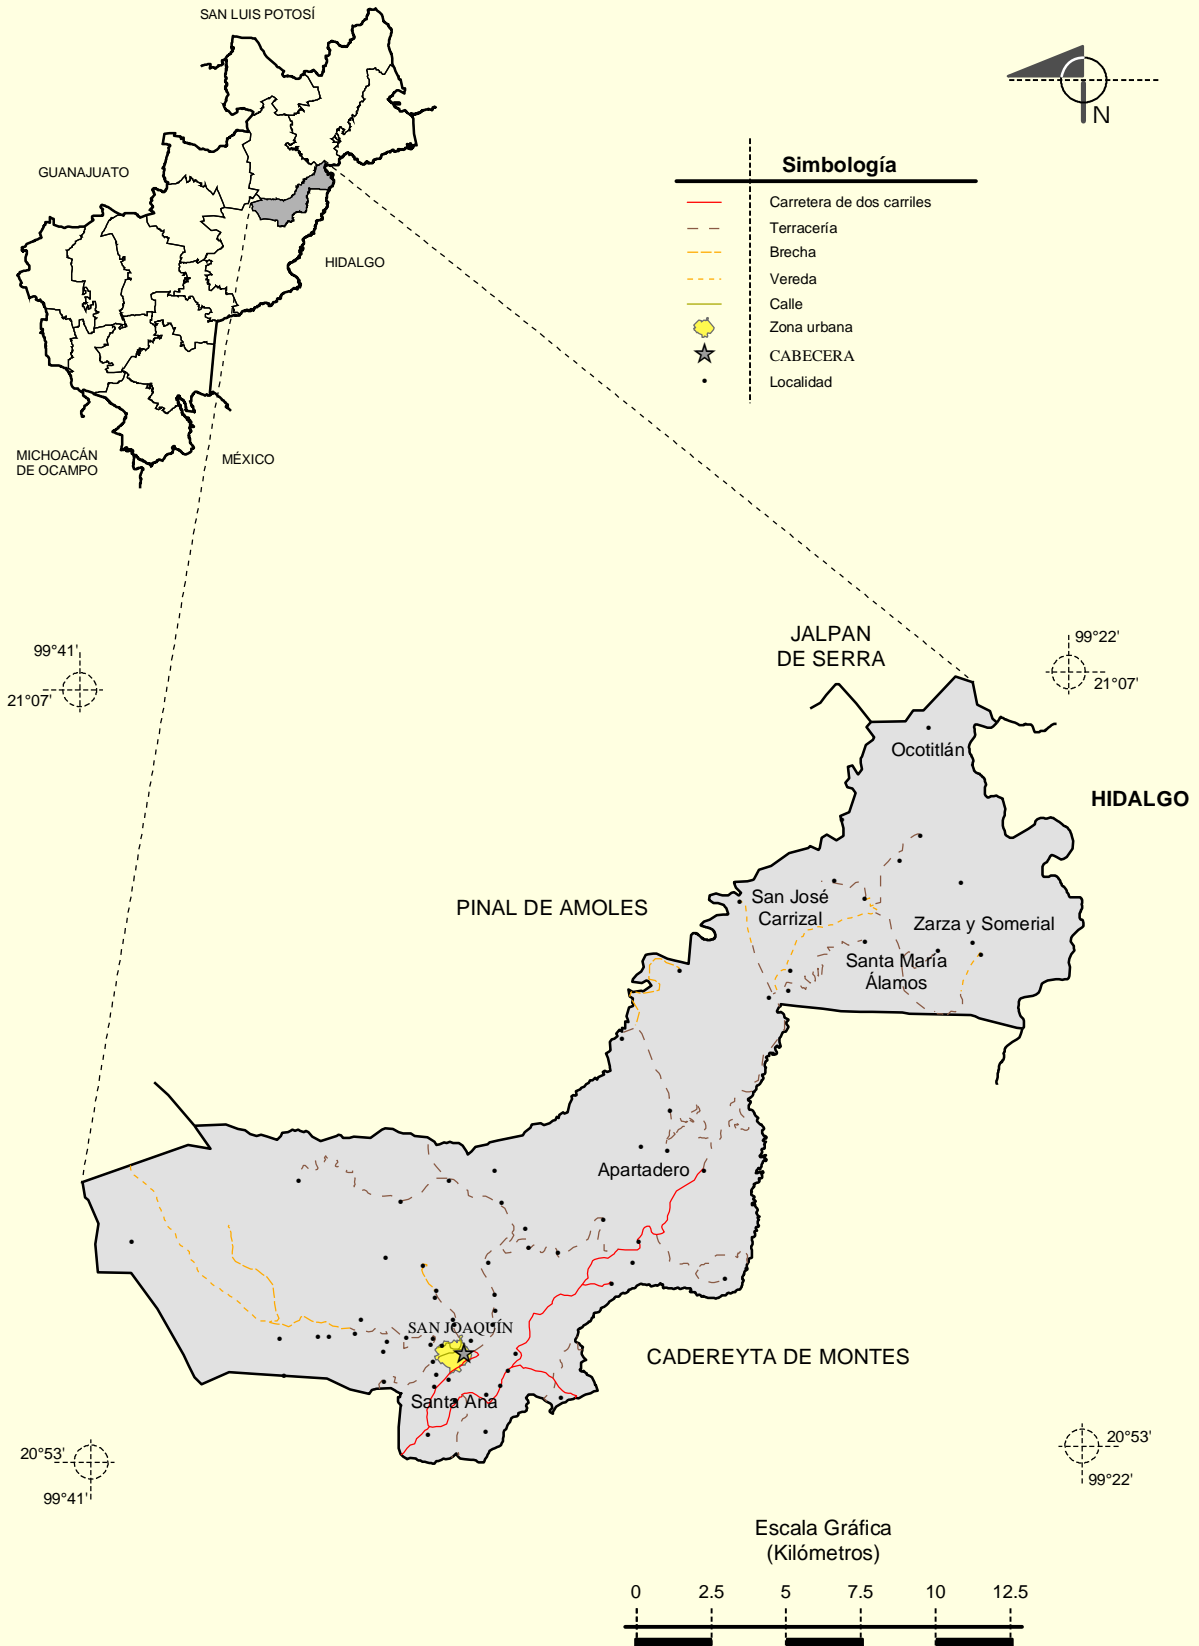 SAN LUIS POTOSÍ
GUANAJUATO
HIDALGO
MICHOACÁN
DE OCAMPO
MÉXICO
N
Simbología
Carretera de dos carriles
Terracería
Brecha
Vereda
Calle
Zona urbana
CABECERA
Localidad
99°41'
21°07'
JALPAN
DE SERRA
99°22'
21°07'
Ocotitlán
HIDALGO
PINAL DE AMOLES
San José
Carrizal
Zarza y Somerial
Santa María
Álamos
Apartadero
SAN JOAQUÍN
CADEREYTA DE MONTES
Santa Ana
20°53'
99°41'
20°53'
99°22'
Escala Gráfica
(Kilómetros)
0 2.5 5 7.5 10 12.5